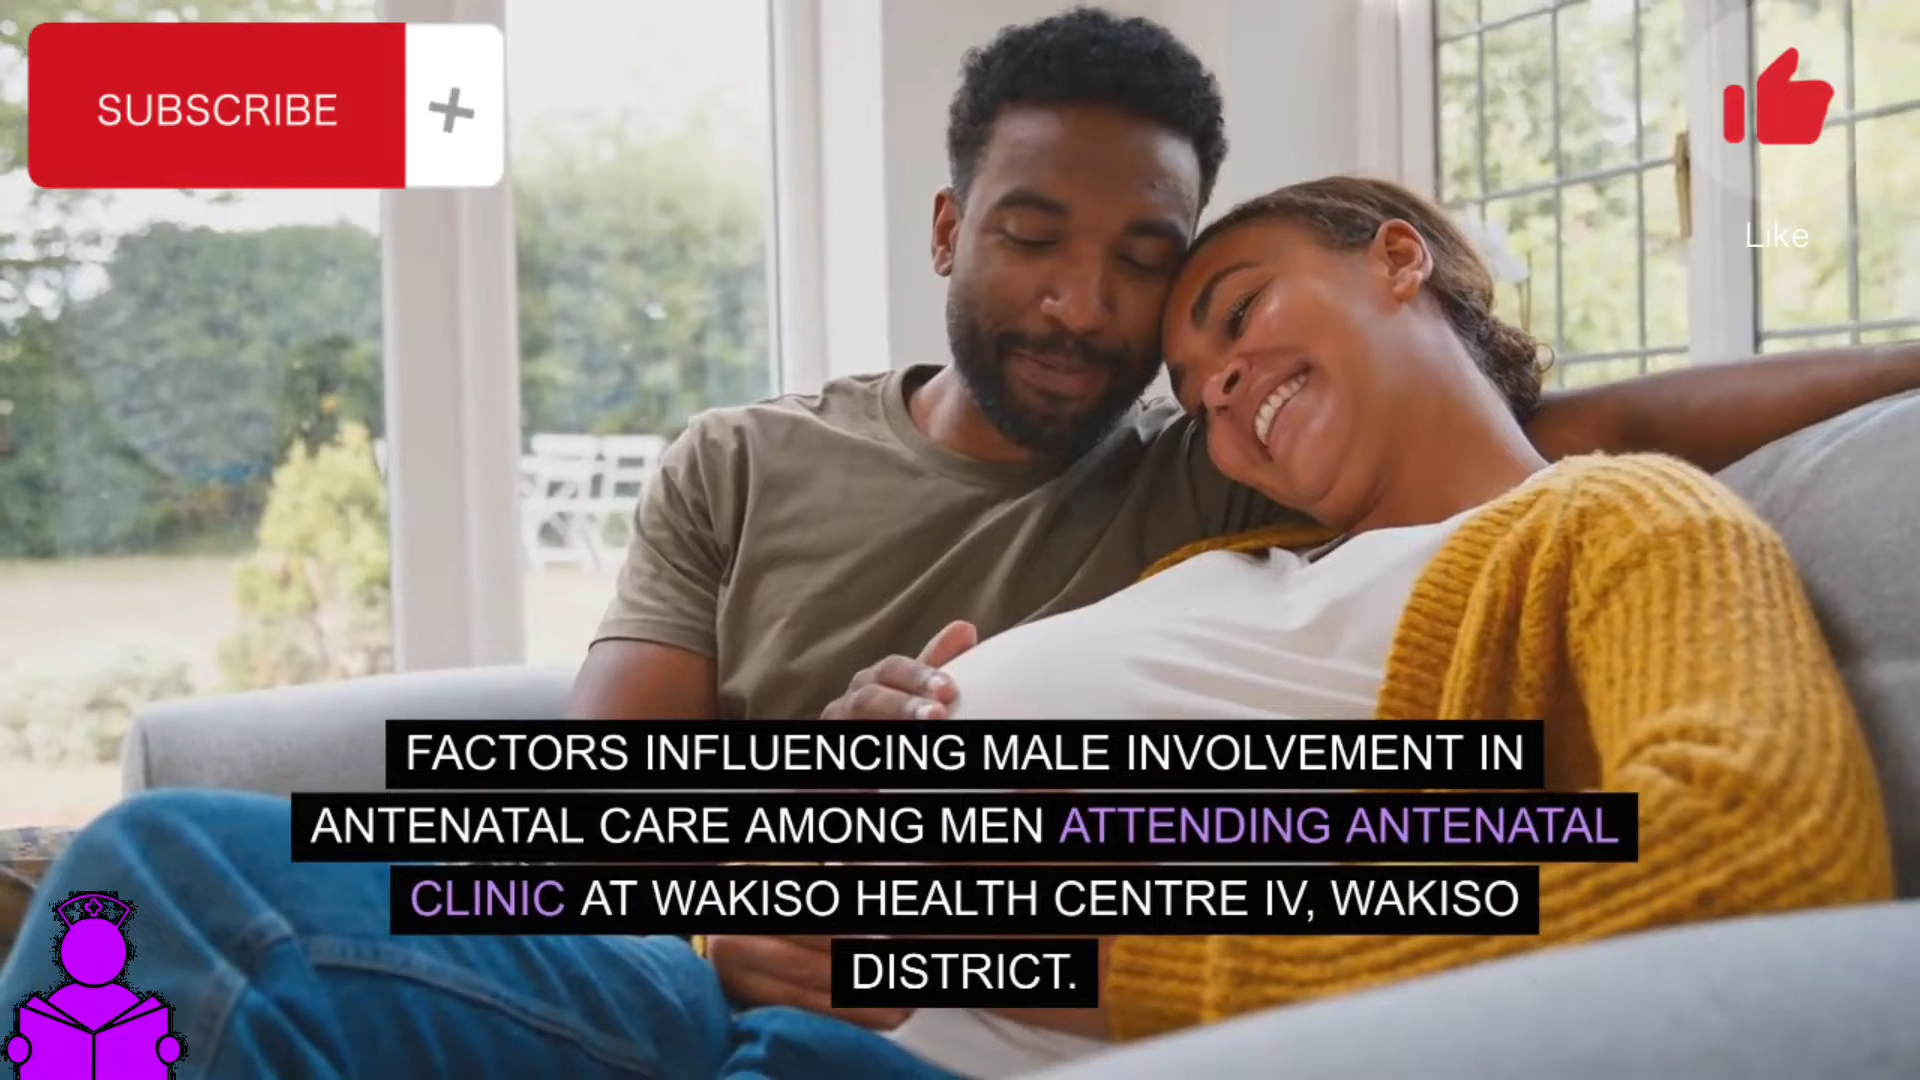 SUBSCRIBE +
Like
FACTORS INFLUENCING MALE INVOLVEMENT IN
ANTENATAL CARE AMONG MEN ATTENDING ANTENATAL
CLINIC AT WAKISO HEALTH CENTRE IV, WAKISO
DISTRICT.